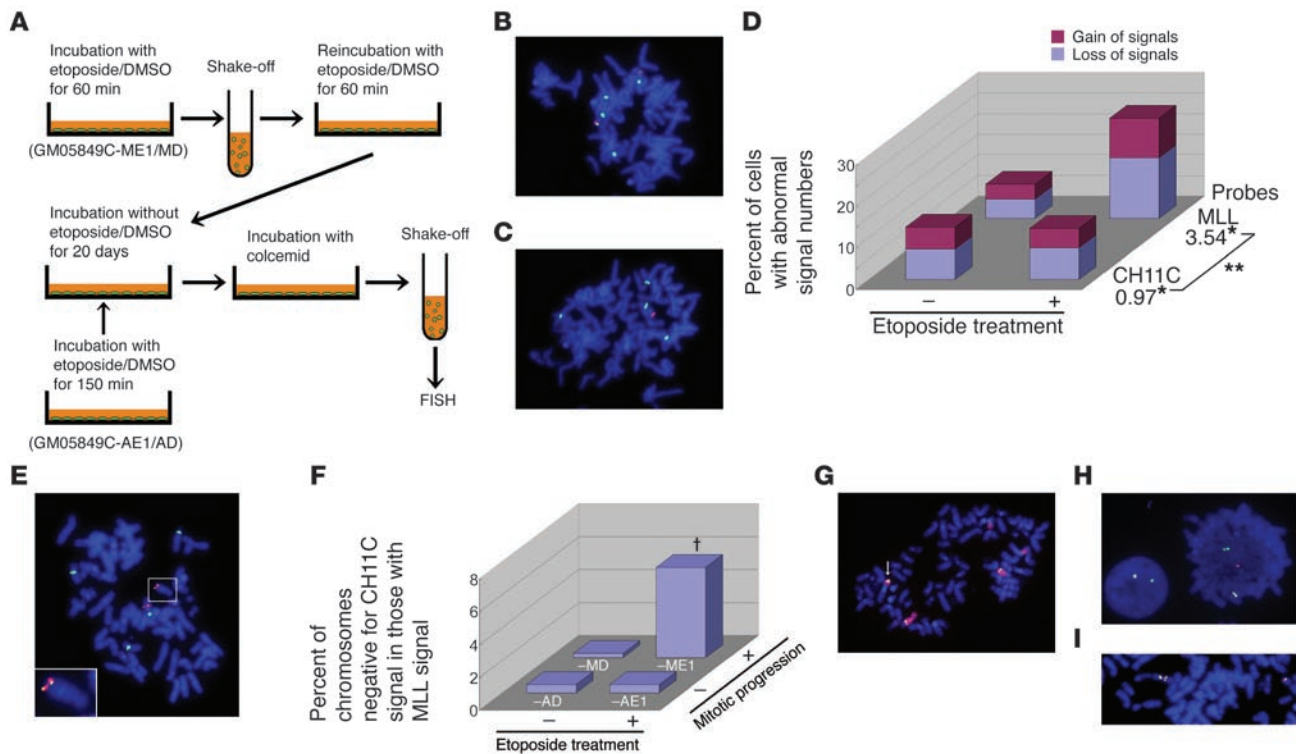 A
Incubation with
etoposide/DMSO
for 60 min
Shake-off
Reincubation with
etoposide/DMSO
for 60 min
(GM05849C-ME1/MD)
Incubation without
etoposide/DMSO
for 20 days
Incubation with
colcemid
Shake-off
Incubation with
etoposide/DMSO
for 150 min
FISH
(GM05849C-AE1/AD)
B
C
D
Gain of signals
Loss of signals
Percent of cells
with abnormal
signal numbers
30
20
10
0
Probes
MLL
3.54*
**
CH11C
0.97*
– +
Etoposide treatment
E
F
Percent of
chromosomes
negative for CH11C
signal in those with
MLL signal
8
6
4
2
0
†
–MD –ME1
–AD –AE1
– +
Etoposide treatment
– +
Mitotic progression
G
H
I